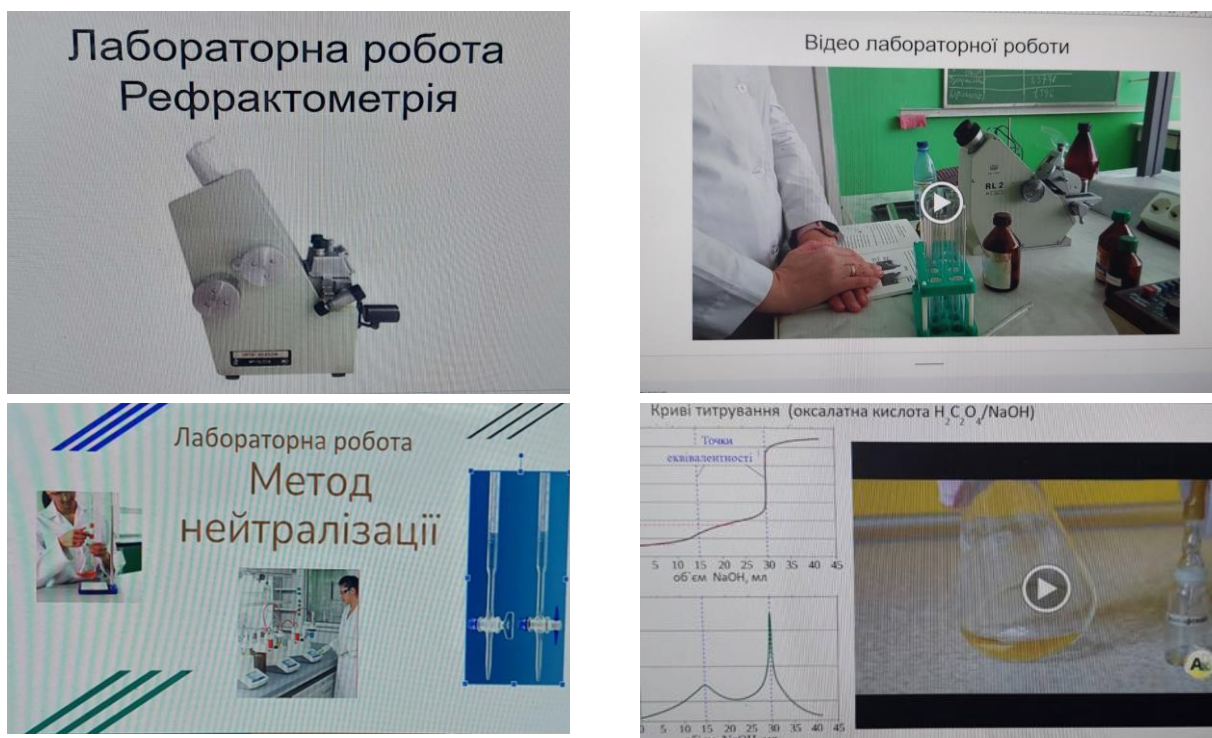 Лабораторна робота
Рефрактометрія
Відео лабораторної роботи
RL 2
Лабораторна робота
Метод
нейтралізації
Криві титрування (оксалатна кислота H₂C₂O₄/NaOH)
Точки
еквівалентності
5 10 15 20 25 30 35 40 45
об`єм NaOH, мл
5 10 15 20 25 30 35 40 45